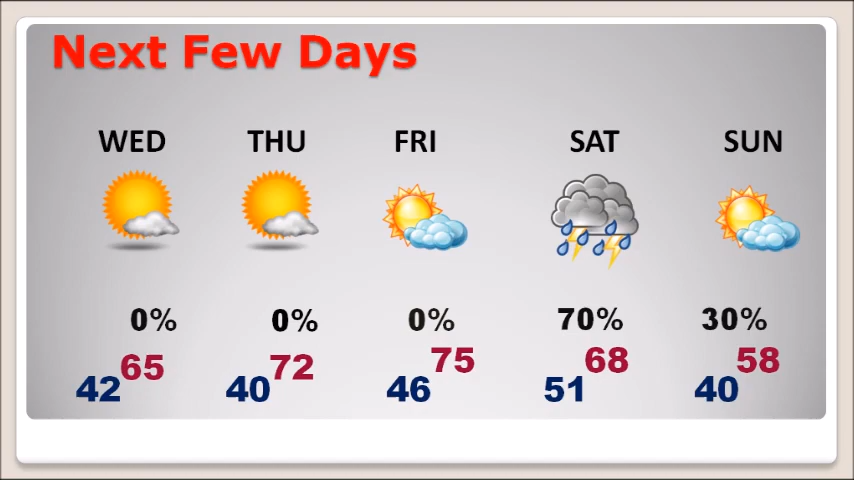 Next Few Days
WED THU FRI SAT SUN
0% 0% 0% 70% 30%
65 72 75 68 58
42 40 46 51 40